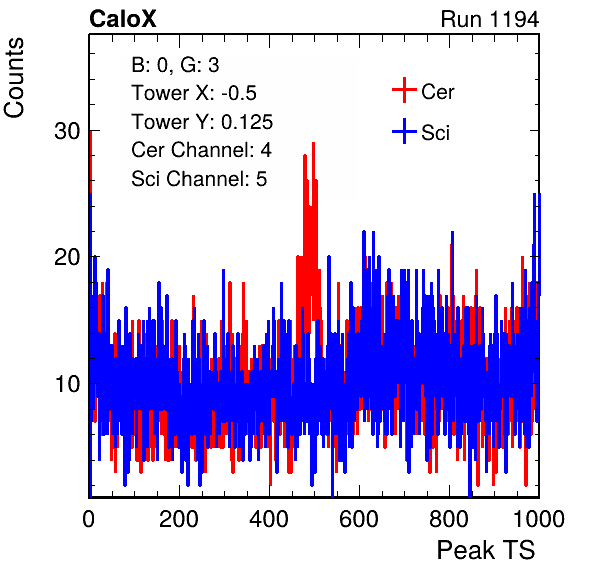 CaloX Run 1194
Counts
B: 0, G: 3
Tower X: -0.5
Tower Y: 0.125
Cer Channel: 4
Sci Channel: 5
Cer
Sci
30
20
10
0 200 400 600 800 1000
Peak TS